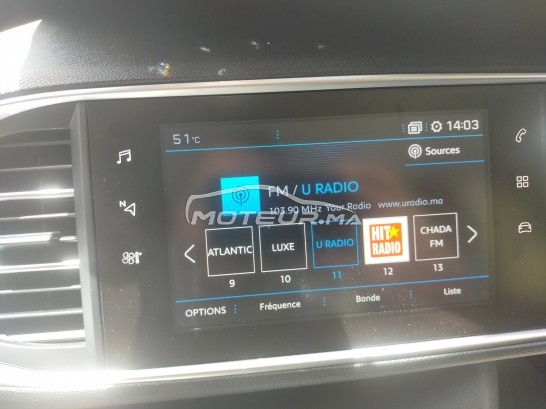 51°C
14:03
Sources
FM / U RADIO
103.90 MHz Your Radio www.uradio.ma
MOTEUR.MA
ATLANTIC
LUXE
U RADIO
HIT RADIO
CHADA FM
9
10
11
12
13
OPTIONS
Fréquence
Bande
Liste
N